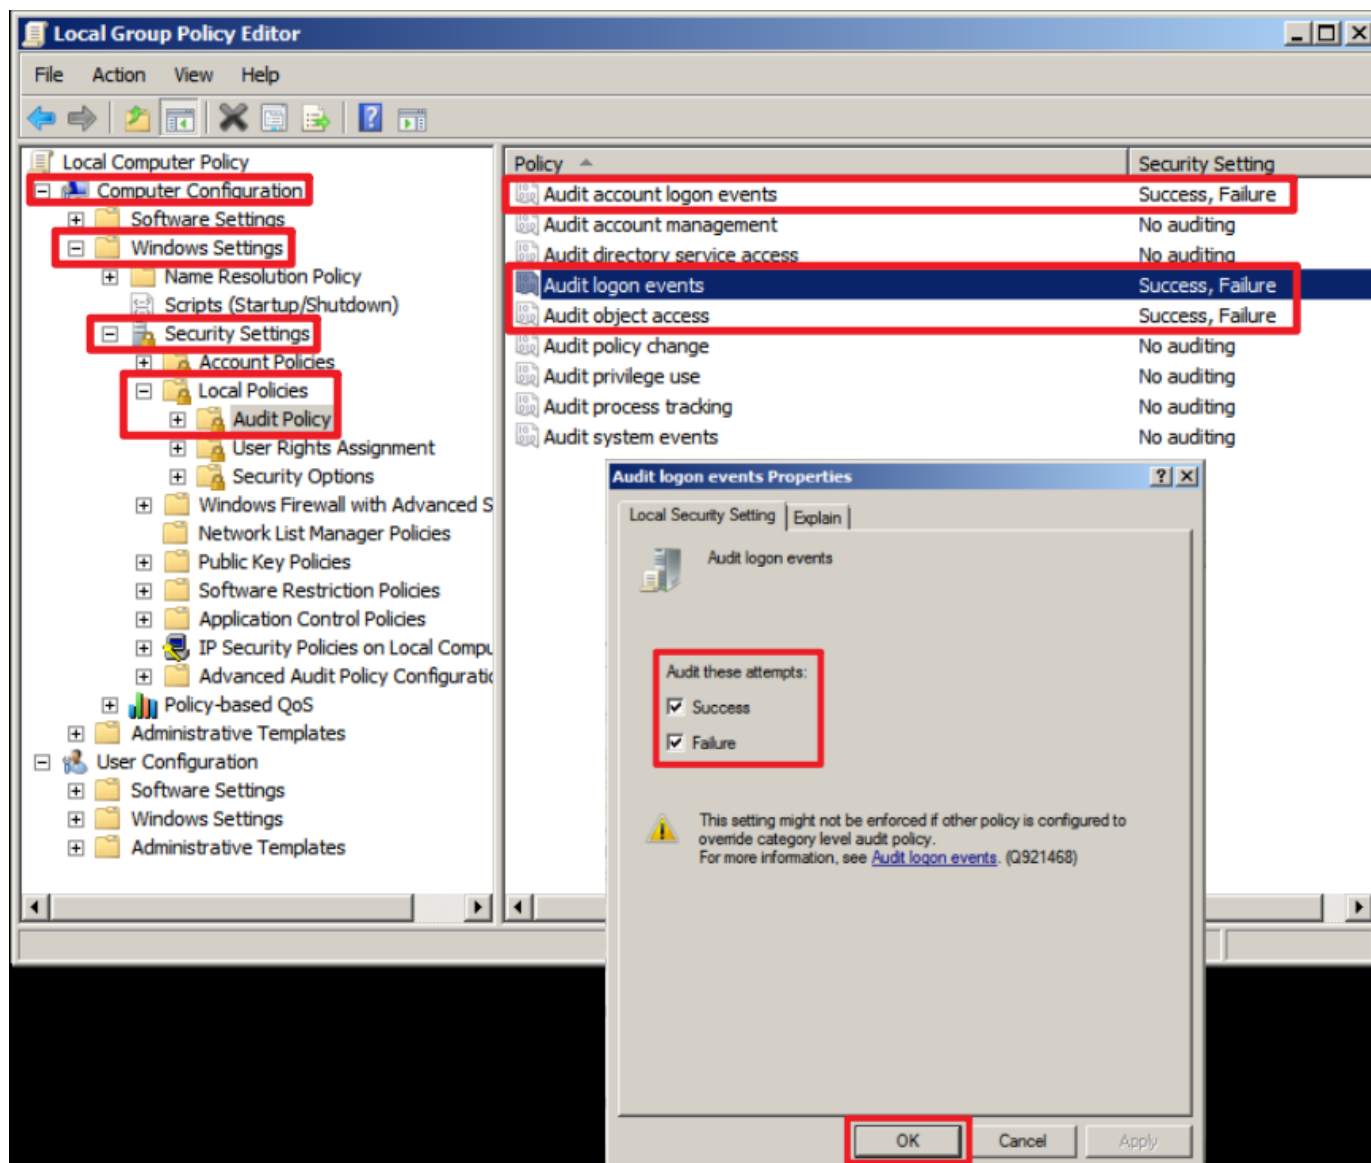 Local Group Policy Editor
File Action View Help
Local Computer Policy
Computer Configuration
Software Settings
Windows Settings
Name Resolution Policy
Scripts (Startup/Shutdown)
Security Settings
Account Policies
Local Policies
Audit Policy
User Rights Assignment
Security Options
Windows Firewall with Advanced S
Network List Manager Policies
Public Key Policies
Software Restriction Policies
Application Control Policies
IP Security Policies on Local Compu
Advanced Audit Policy Configuratio
Policy-based QoS
Administrative Templates
User Configuration
Software Settings
Windows Settings
Administrative Templates
Policy Security Setting
Audit account logon events Success, Failure
Audit account management No auditing
Audit directory service access No auditing
Audit logon events Success, Failure
Audit object access Success, Failure
Audit policy change No auditing
Audit privilege use No auditing
Audit process tracking No auditing
Audit system events No auditing
Audit logon events Properties
Local Security Setting Explain
Audit logon events
Audit these attempts:
Success
Failure
This setting might not be enforced if other policy is configured to
override category level audit policy.
For more information, see Audit logon events. (Q921468)
OK Cancel Apply